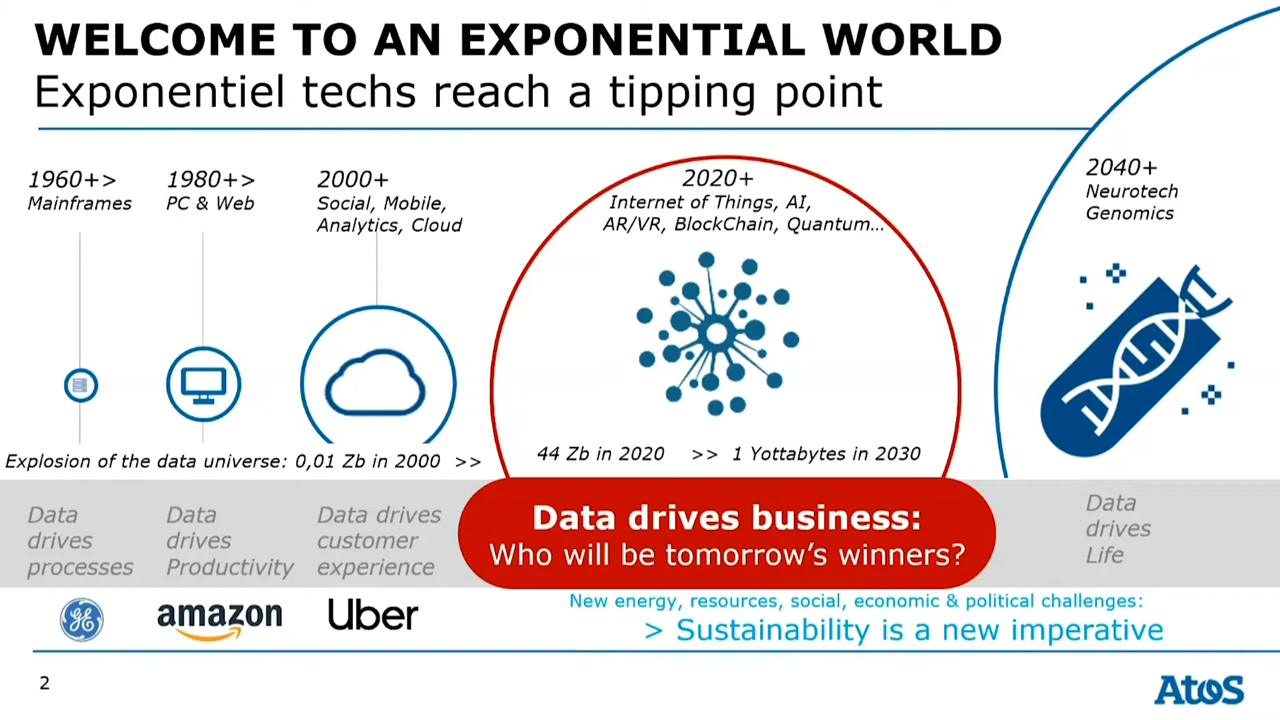 WELCOME TO AN EXPONENTIAL WORLD
Exponentiel techs reach a tipping point
1960+>
Mainframes
1980+>
PC & Web
2000+
Social, Mobile,
Analytics, Cloud
2020+
Internet of Things, AI,
AR/VR, BlockChain, Quantum…
2040+
Neurotech
Genomics
Explosion of the data universe: 0,01 Zb in 2000 >>
44 Zb in 2020 >> 1 Yottabytes in 2030
Data
drives
processes
Data
drives
Productivity
Data drives
customer
experience
Data drives business:
Who will be tomorrow’s winners?
Data
drives
Life
GE
amazon
Uber
New energy, resources, social, economic & political challenges:
> Sustainability is a new imperative
2
Atos